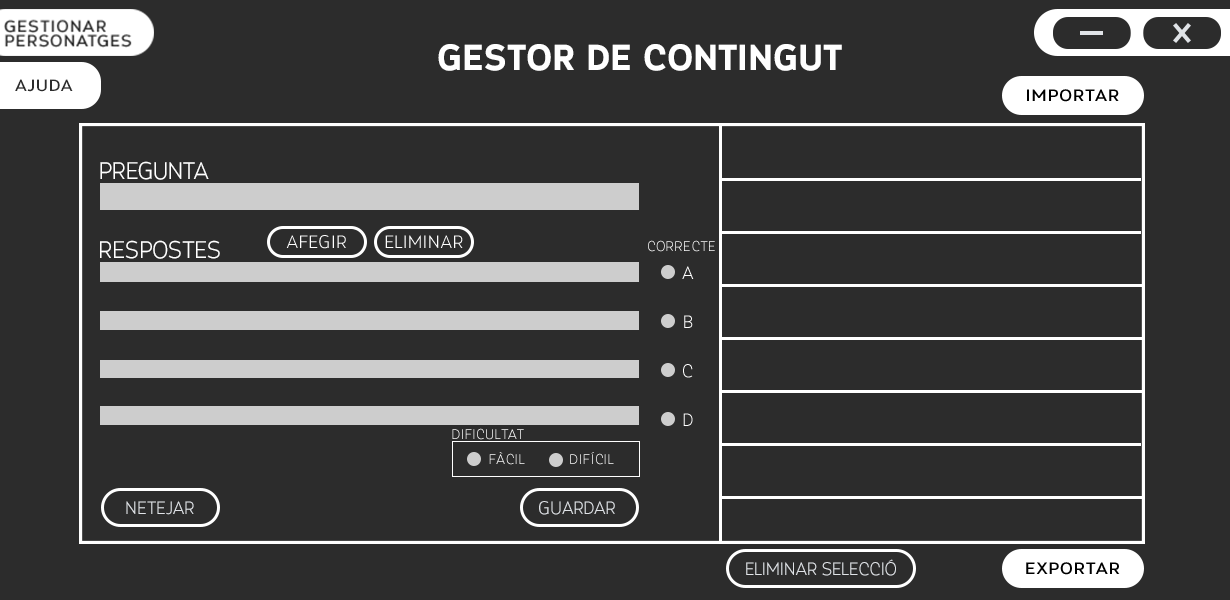 GESTIONAR
PERSONATGES
AJUDA
GESTOR DE CONTINGUT
IMPORTAR
PREGUNTA
RESPOSTES
AFEGIR
ELIMINAR
CORRECTE
A
B
C
D
DIFICULTAT
FÀCIL
DIFÍCIL
NETEJAR
GUARDAR
ELIMINAR SELECCIÓ
EXPORTAR